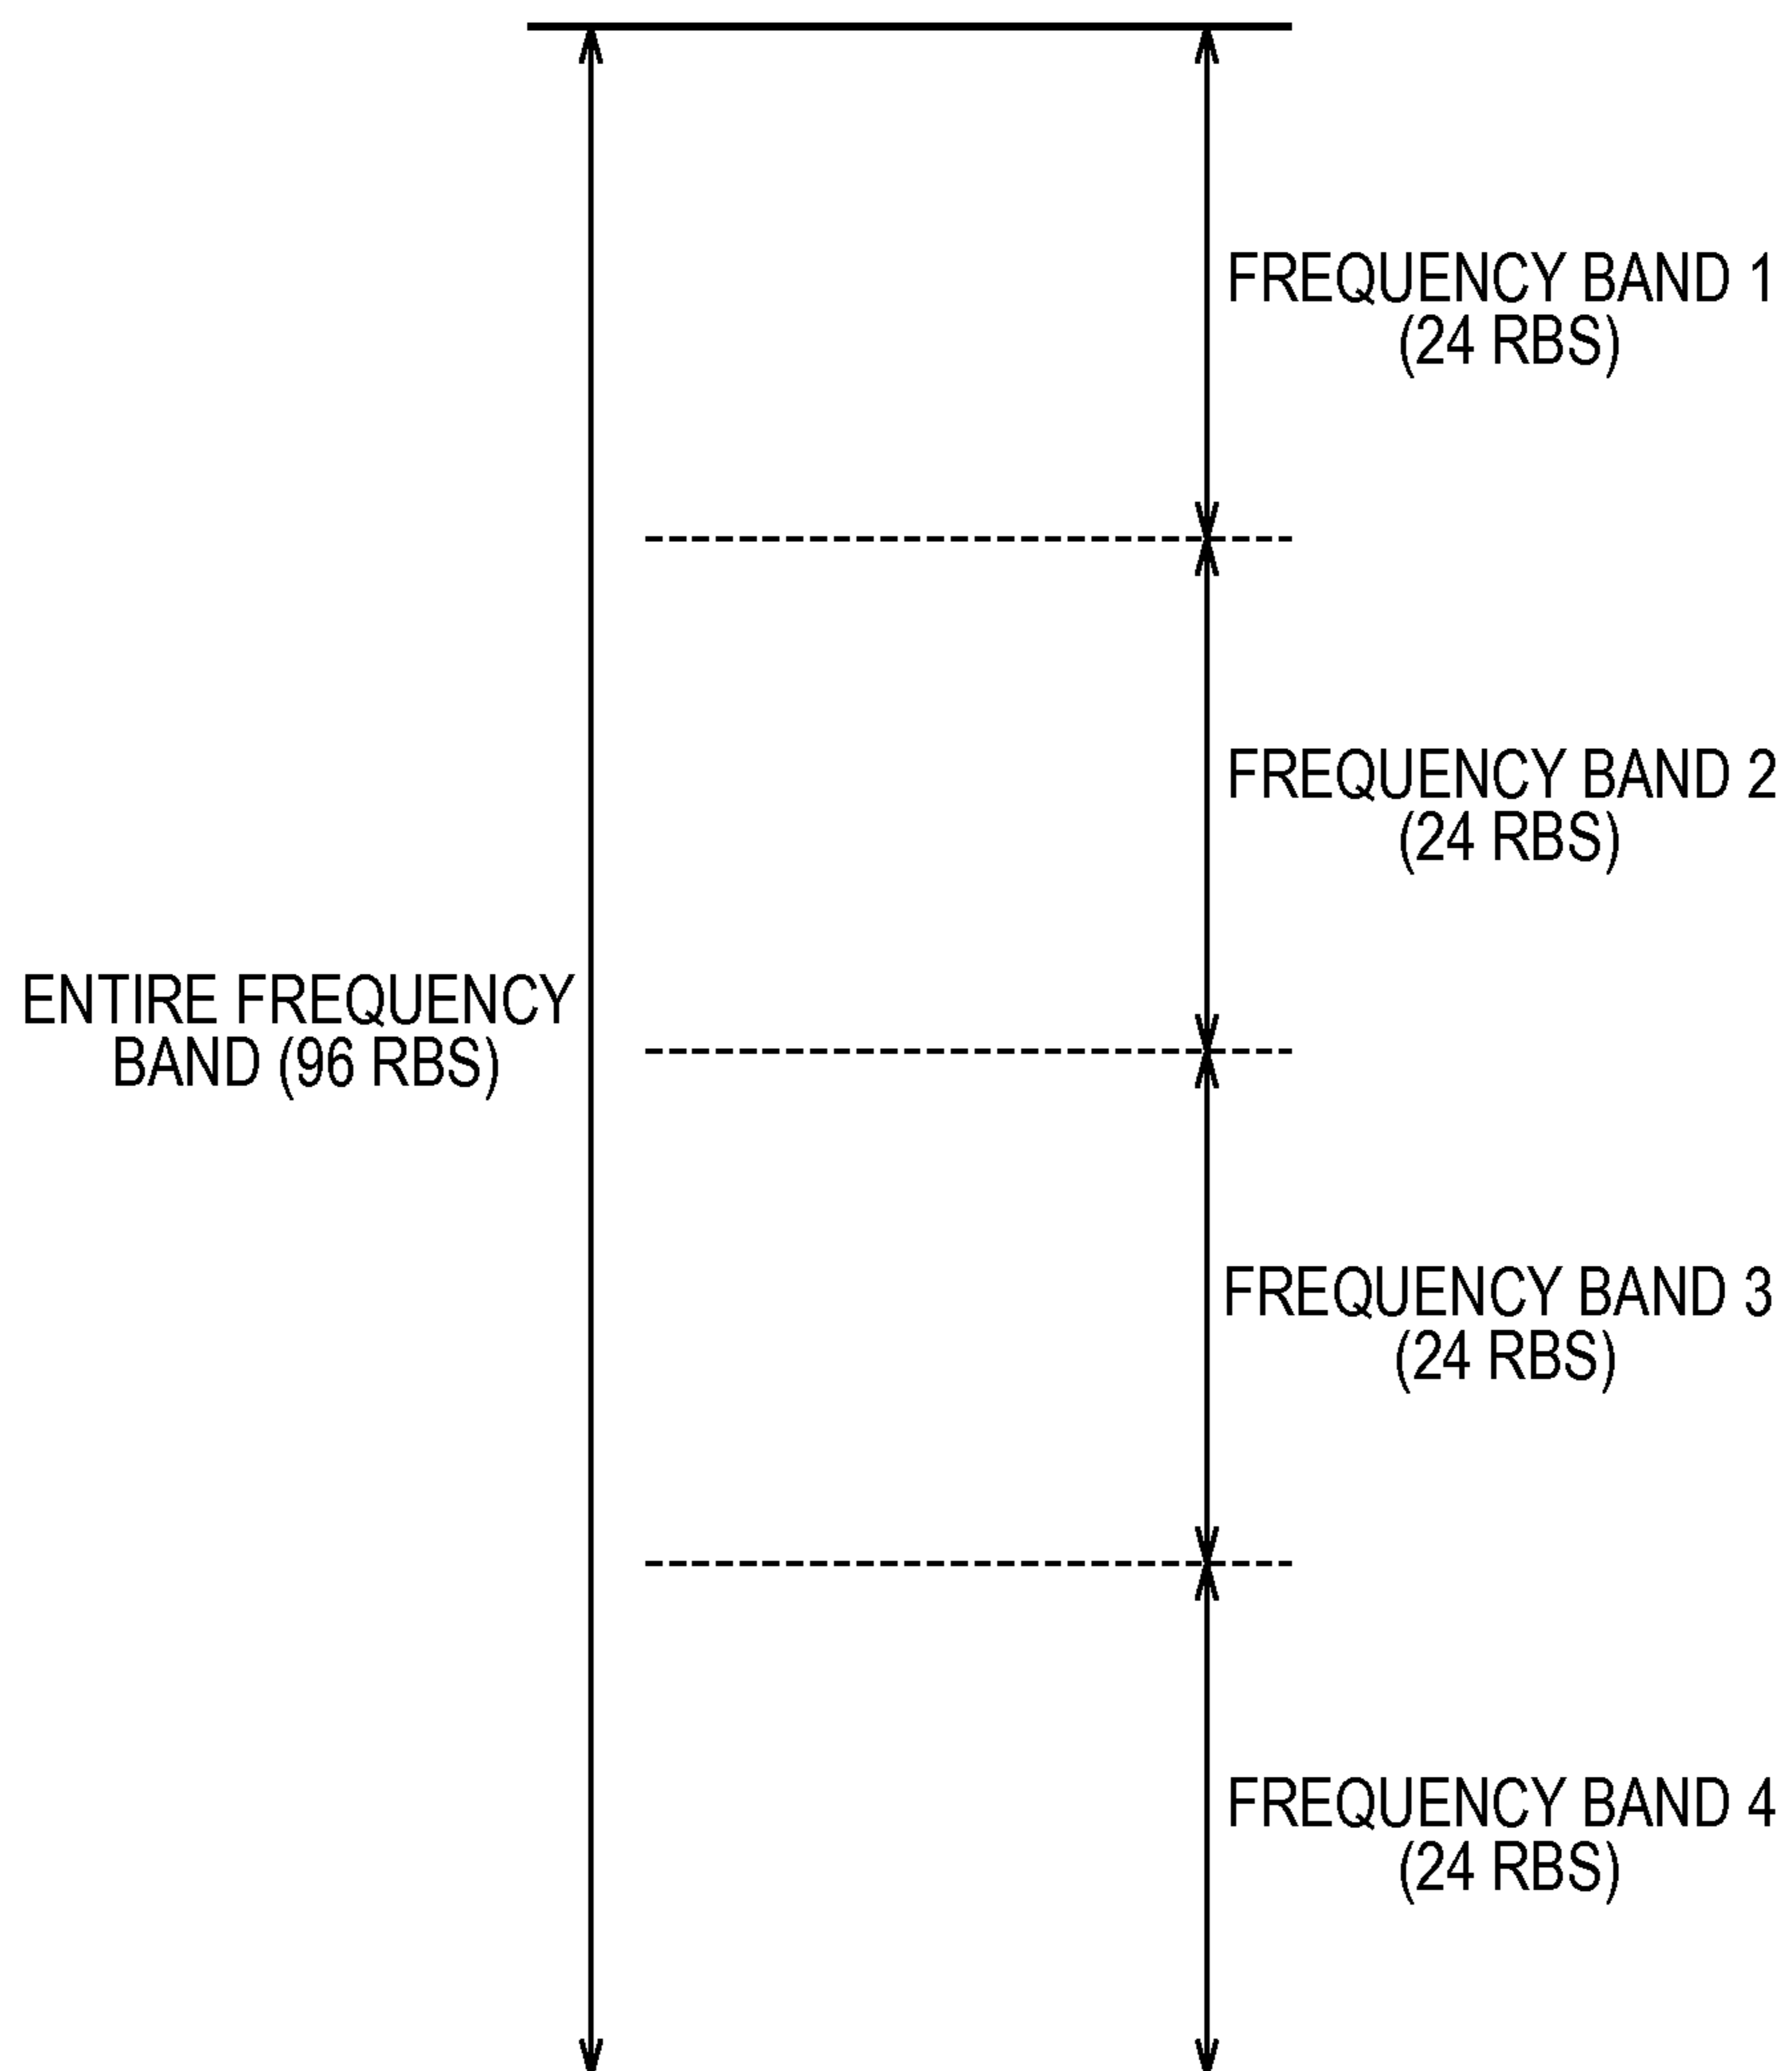 FREQUENCY BAND 1
(24 RBS)
FREQUENCY BAND 2
(24 RBS)
ENTIRE FREQUENCY
BAND (96 RBS)
FREQUENCY BAND 3
(24 RBS)
FREQUENCY BAND 4
(24 RBS)